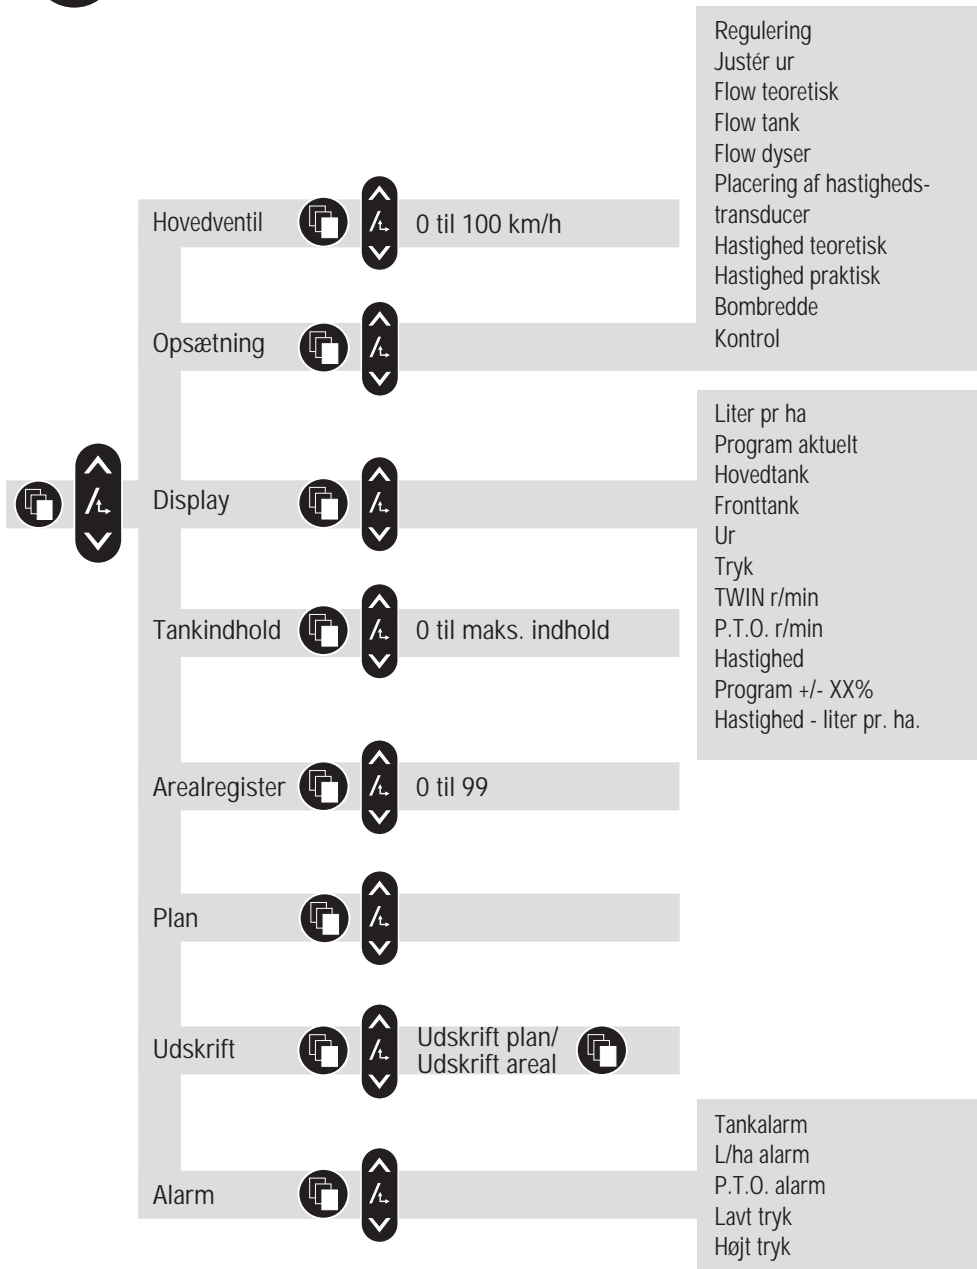 Regulering
Justér ur
Flow teoretisk
Flow tank
Flow dyser
Placering af hastigheds-
transducer
Hastighed teoretisk
Hastighed praktisk
Bombredde
Kontrol
Hovedventil
0 til 100 km/h
Opsætning
Liter pr ha
Program aktuelt
Hovedtank
Fronttank
Ur
Tryk
TWIN r/min
P.T.O. r/min
Hastighed
Program +/- XX%
Hastighed - liter pr. ha.
Display
Tankindhold
0 til maks. indhold
Arealregister
0 til 99
Plan
Udskrift
Udskrift plan/
Udskrift areal
Alarm
Tankalarm
L/ha alarm
P.T.O. alarm
Lavt tryk
Højt tryk